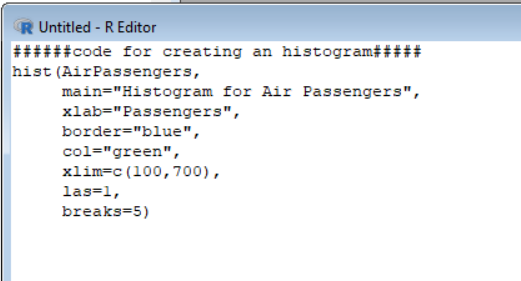 Untitled - R Editor
######code for creating an histogram#####
hist(AirPassengers,
main="Histogram for Air Passengers",
xlab="Passengers",
border="blue",
col="green",
xlim=c(100,700),
las=1,
breaks=5)